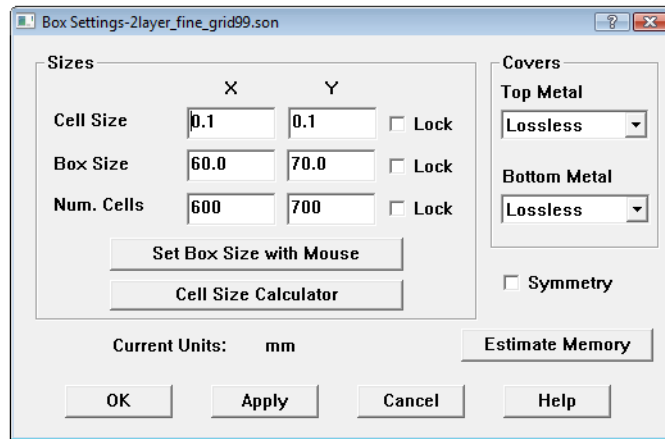 Box Settings-2layer_fine_grid99.son
Sizes
X Y
Cell Size 0.1 0.1 Lock
Box Size 60.0 70.0 Lock
Num. Cells 600 700 Lock
Set Box Size with Mouse
Cell Size Calculator
Covers
Top Metal
Lossless
Bottom Metal
Lossless
Symmetry
Current Units: mm
Estimate Memory
OK Apply Cancel Help